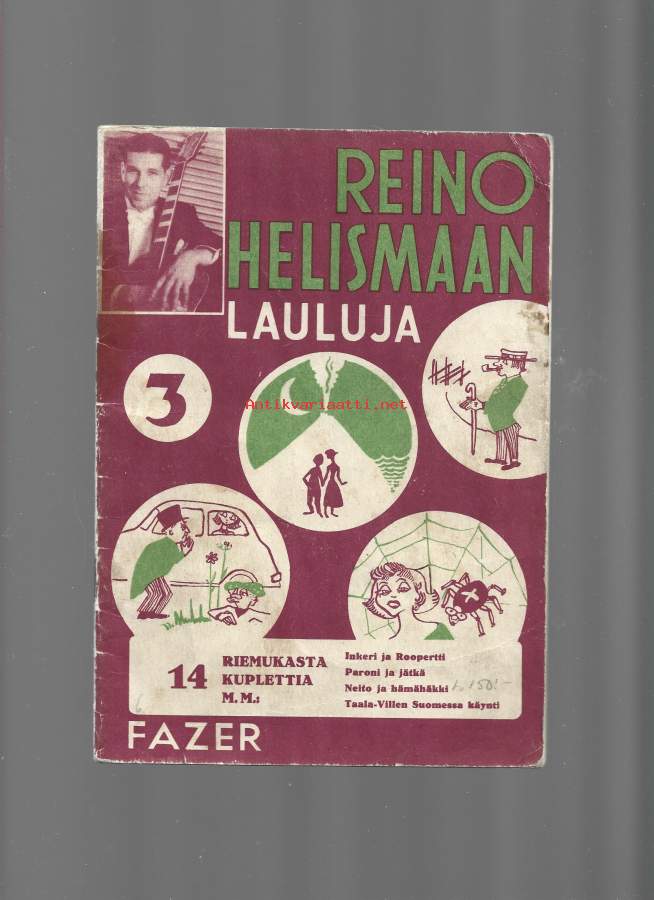 REINO
HELISMAAN
LAULUJA
3
Antikvariaatti.net
14 RIEMUKASTA
KUPLETTIA
M. M.:
Inkeri ja Roopertti
Paroni ja jätkä
Neito ja hämähäkki
Taala-Villen Suomessa käynti
150:-
FAZER